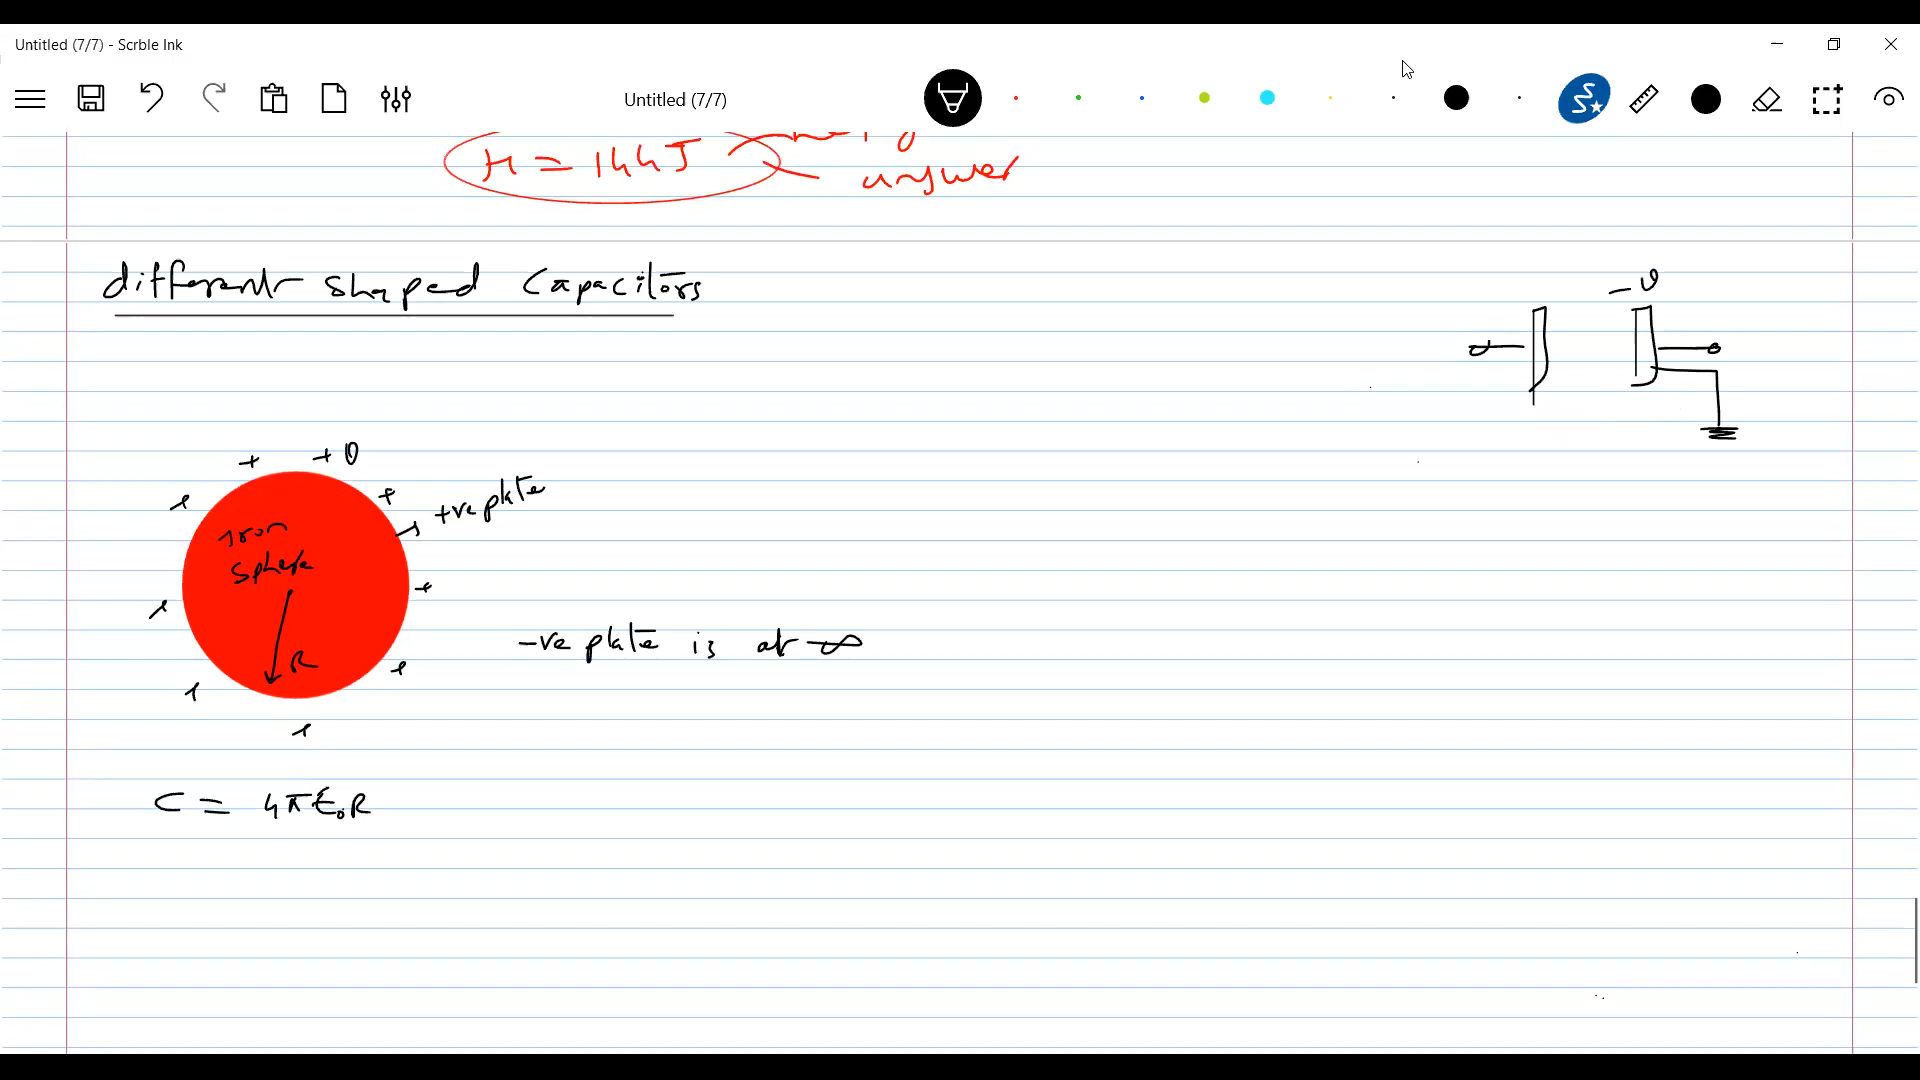 Untitled (7/7) - Scrble Ink
Untitled (7/7)
H = 144J
answer
different shaped Capacitors
+ + Q
+ve plate
Iron
Sphere
R
-ve plate is at ∞
C = 4πε₀R